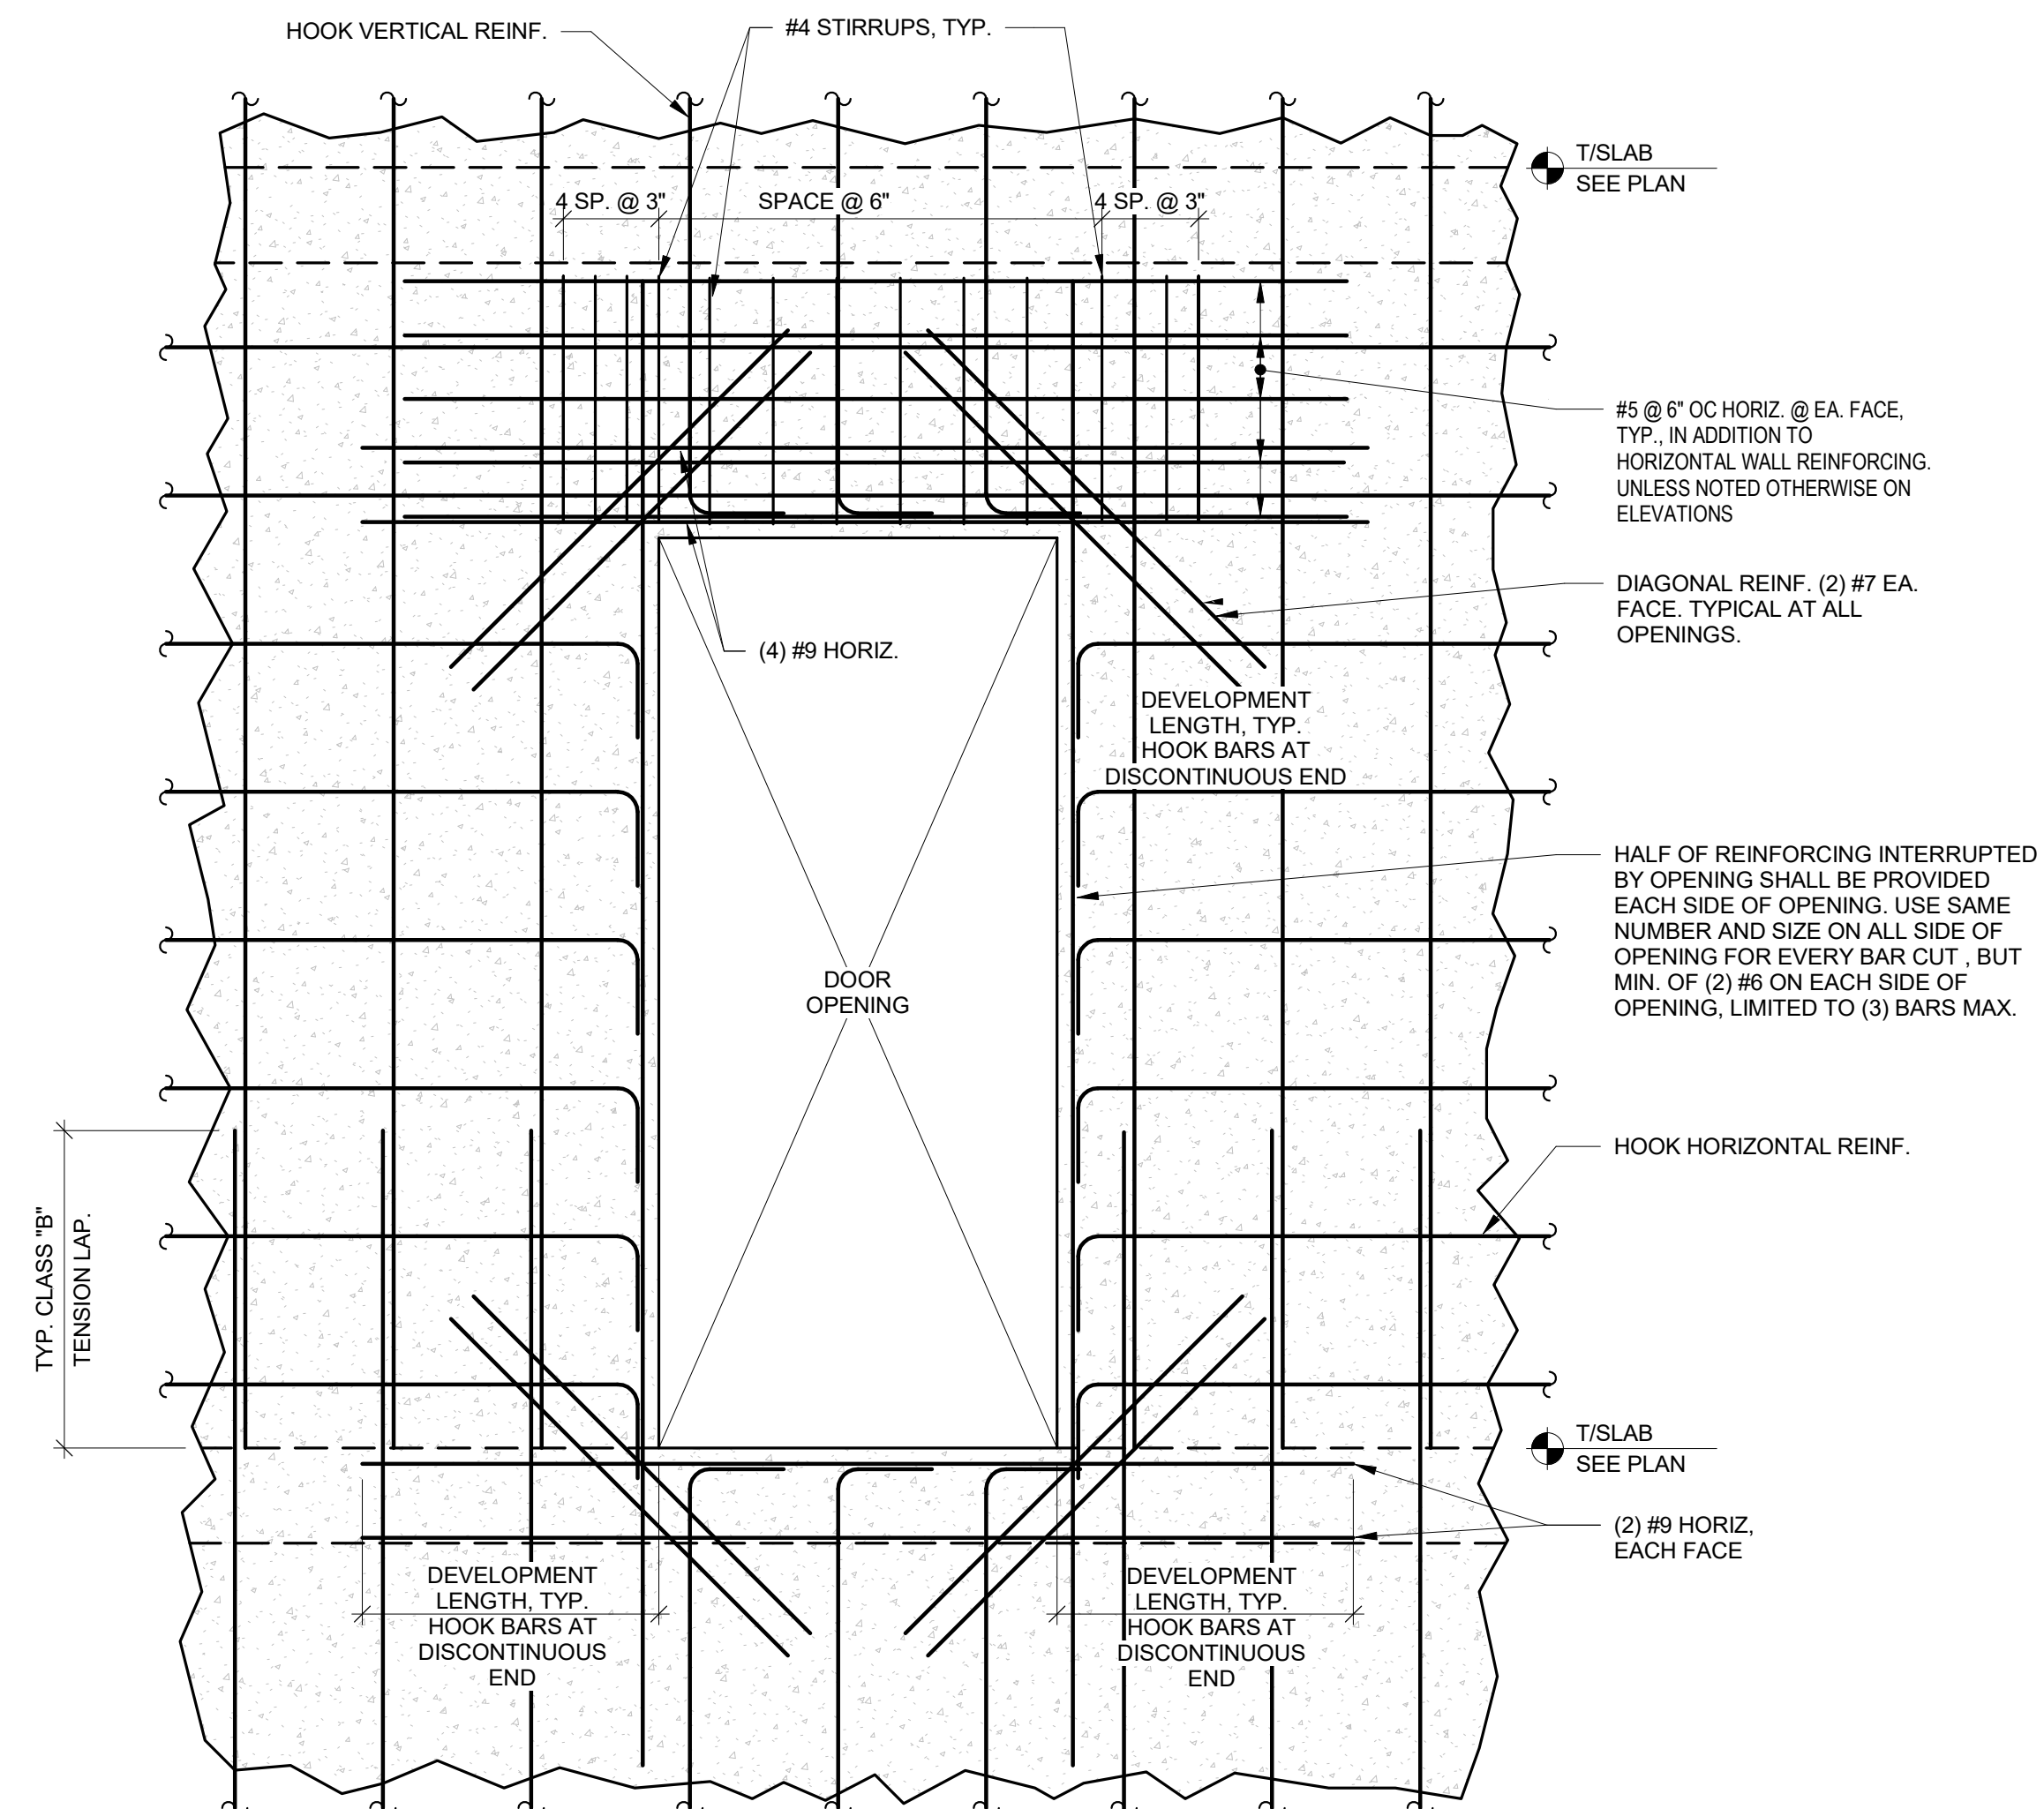 HOOK VERTICAL REINF.
#4 STIRRUPS, TYP.
T/SLAB
SEE PLAN
4 SP. @ 3"
SPACE @ 6"
4 SP. @ 3"
#5 @ 6" OC HORIZ. @ EA. FACE,
TYP., IN ADDITION TO
HORIZONTAL WALL REINFORCING.
UNLESS NOTED OTHERWISE ON
ELEVATIONS
DIAGONAL REINF. (2) #7 EA.
FACE. TYPICAL AT ALL
OPENINGS.
(4) #9 HORIZ.
DEVELOPMENT
LENGTH, TYP.
HOOK BARS AT
DISCONTINUOUS END
HALF OF REINFORCING INTERRUPTED
BY OPENING SHALL BE PROVIDED
EACH SIDE OF OPENING. USE SAME
NUMBER AND SIZE ON ALL SIDE OF
OPENING FOR EVERY BAR CUT , BUT
MIN. OF (2) #6 ON EACH SIDE OF
OPENING, LIMITED TO (3) BARS MAX.
DOOR
OPENING
HOOK HORIZONTAL REINF.
TYP. CLASS "B"
TENSION LAP.
T/SLAB
SEE PLAN
(2) #9 HORIZ,
EACH FACE
DEVELOPMENT
LENGTH, TYP.
HOOK BARS AT
DISCONTINUOUS
END
DEVELOPMENT
LENGTH, TYP.
HOOK BARS AT
DISCONTINUOUS
END